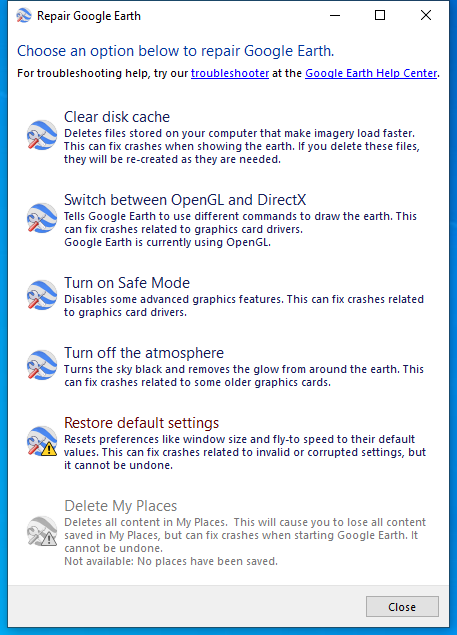 Repair Google Earth
Choose an option below to repair Google Earth.
For troubleshooting help, try our troubleshooter at the Google Earth Help Center.
Clear disk cache
Deletes files stored on your computer that make imagery load faster.
This can fix crashes when showing the earth. If you delete these files,
they will be re-created as they are needed.
Switch between OpenGL and DirectX
Tells Google Earth to use different commands to draw the earth. This
can fix crashes related to graphics card drivers.
Google Earth is currently using OpenGL.
Turn on Safe Mode
Disables some advanced graphics features. This can fix crashes related
to graphics card drivers.
Turn off the atmosphere
Turns the sky black and removes the glow from around the earth. This
can fix crashes related to some older graphics cards.
Restore default settings
Resets preferences like window size and fly-to speed to their default
values. This can fix crashes related to invalid or corrupted settings, but
it cannot be undone.
Delete My Places
Deletes all content in My Places.  This will cause you to lose all content
saved in My Places, but can fix crashes when starting Google Earth. It
cannot be undone.
Not available: No places have been saved.
Close